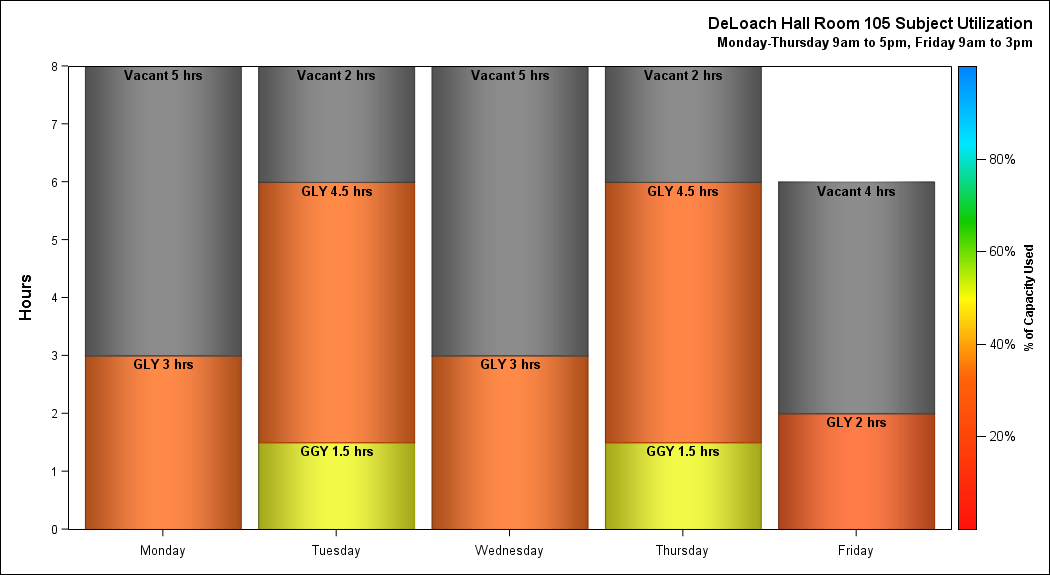 DeLoach Hall Room 105 Subject Utilization
Monday-Thursday 9am to 5pm, Friday 9am to 3pm
Hours
8
7
6
5
4
3
2
1
0
Vacant 5 hrs
GLY 3 hrs
Vacant 2 hrs
GLY 4.5 hrs
GGY 1.5 hrs
Vacant 5 hrs
GLY 3 hrs
Vacant 2 hrs
GLY 4.5 hrs
GGY 1.5 hrs
Vacant 4 hrs
GLY 2 hrs
Monday Tuesday Wednesday Thursday Friday
80%
60%
40%
20%
% of Capacity Used